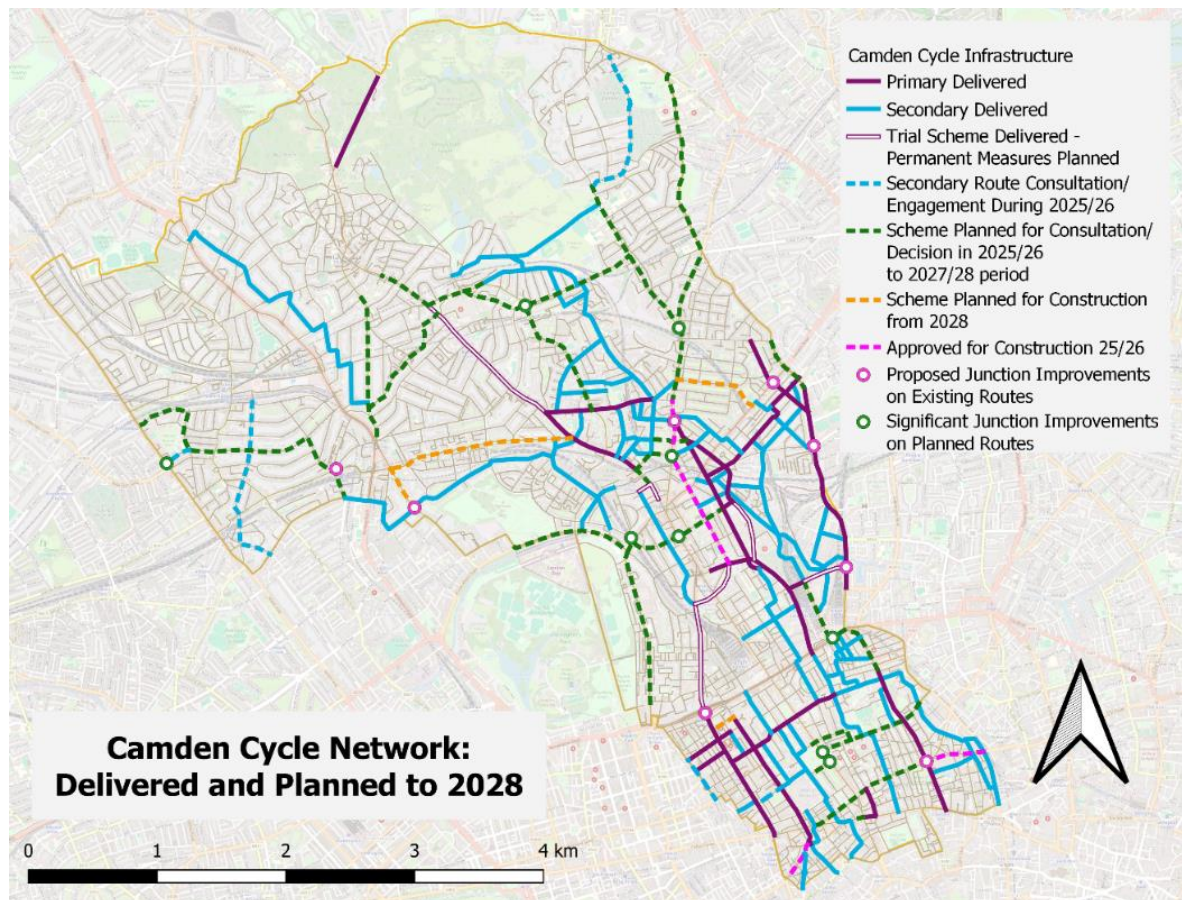 Camden Cycle Infrastructure
Primary Delivered
Secondary Delivered
Trial Scheme Delivered -
Permanent Measures Planned
Secondary Route Consultation/
Engagement During 2025/26
Scheme Planned for Consultation/
Decision in 2025/26
to 2027/28 period
Scheme Planned for Construction
from 2028
Approved for Construction 25/26
Proposed Junction Improvements
on Existing Routes
Significant Junction Improvements
on Planned Routes
Camden Cycle Network:
Delivered and Planned to 2028
0 1 2 3 4 km